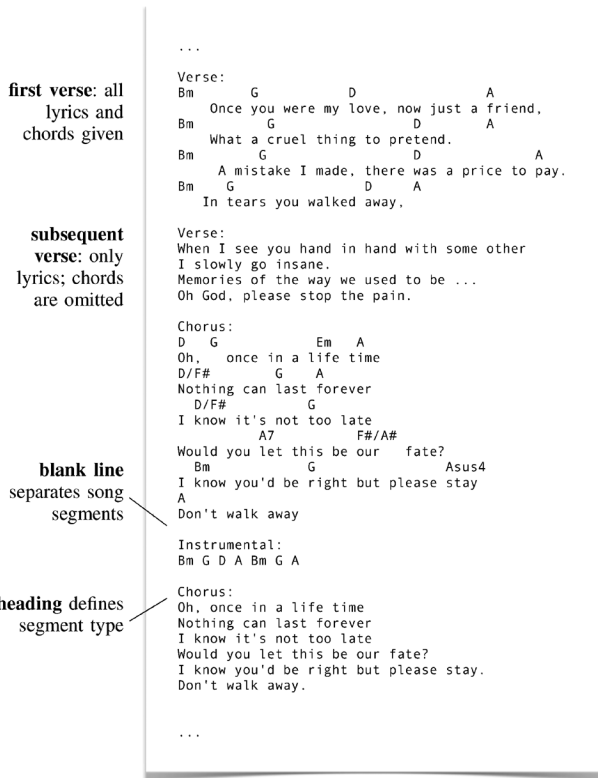 ...
first verse: all
lyrics and
chords given
Verse:
Bm G D A
Once you were my love, now just a friend,
Bm G D A
What a cruel thing to pretend.
Bm G D A
A mistake I made, there was a price to pay.
Bm G D A
In tears you walked away,
subsequent
verse: only
lyrics; chords
are omitted
Verse:
When I see you hand in hand with some other
I slowly go insane.
Memories of the way we used to be ...
Oh God, please stop the pain.
Chorus:
D G Em A
Oh, once in a life time
D/F# G A
Nothing can last forever
D/F# G
I know it's not too late
A7 F#/A#
Would you let this be our fate?
Bm G Asus4
I know you'd be right but please stay
A
Don't walk away
blank line
separates song
segments
Instrumental:
Bm G D A Bm G A
heading defines
segment type
Chorus:
Oh, once in a life time
Nothing can last forever
I know it's not too late
Would you let this be our fate?
I know you'd be right but please stay.
Don't walk away.
...